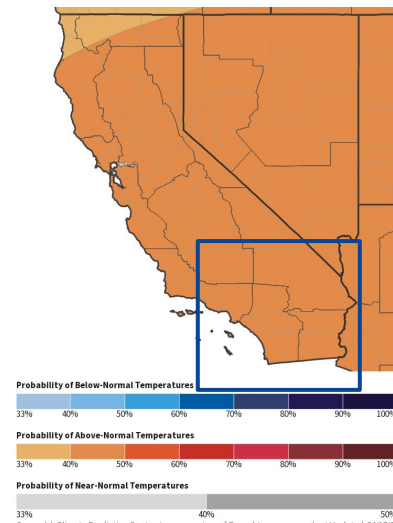 Probability of Below-Normal Temperatures
33% 40% 50% 60% 70% 80% 90% 100%
Probability of Above-Normal Temperatures
33% 40% 50% 60% 70% 80% 90% 100%
Probability of Near-Normal Temperatures
33% 40% 50%